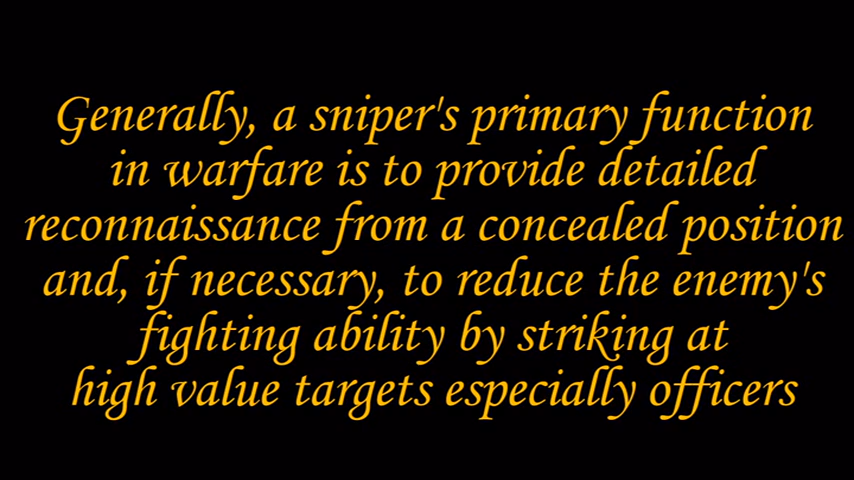 Generally, a sniper's primary function
in warfare is to provide detailed
reconnaissance from a concealed position
and, if necessary, to reduce the enemy's
fighting ability by striking at
high value targets especially officers